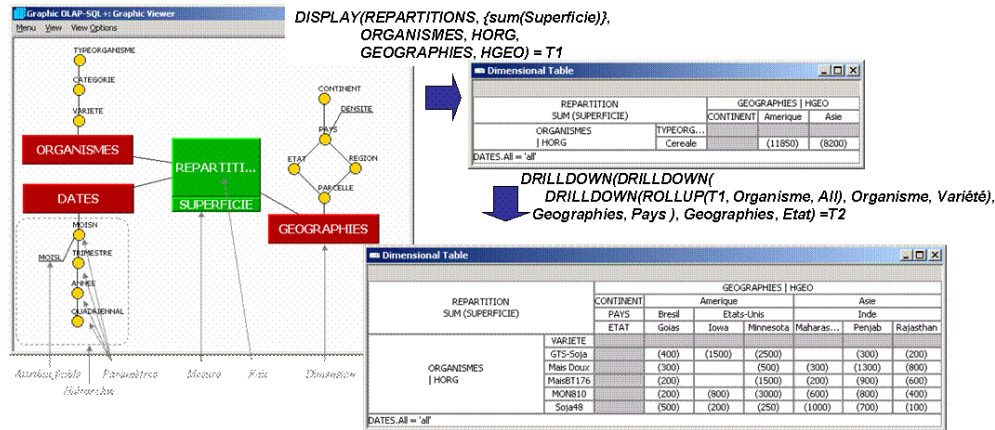 Graphic OLAP-SQL+: Graphic Viewer
Menu View View Options
TYPEORGANISME
CATEGORIE
VARIETE
ORGANISMES
DATES
MOISN
MOISL
TRIMESTRE
ANNEE
QUADRIENNAL
REPARTITI...
SUPERFICIE
CONTINENT
DENSITE
PAYS
ETAT
REGION
PARCELLE
GEOGRAPHIES
Attribut faible
Paramètres
Mesure
Fait
Dimension
Hiérarchie
DISPLAY(REPARTITIONS, {sum(Superficie)},
ORGANISMES, HORG,
GEOGRAPHIES, HGEO) = T1
Dimensional Table
REPARTITION
SUM (SUPERFICIE)
GEOGRAPHIES | HGEO
CONTINENT Amerique Asie
ORGANISMES
| HORG
TYPEORG...
Cereale (11850) (8200)
DATES.All = 'all'
DRILLDOWN(DRILLDOWN(
DRILLDOWN(ROLLUP(T1, Organisme, All), Organisme, Variété),
Geographies, Pays ), Geographies, Etat) =T2
Dimensional Table
REPARTITION
SUM (SUPERFICIE)
GEOGRAPHIES | HGEO
CONTINENT Amerique Asie
PAYS Bresil Etats-Unis Inde
ETAT Goias Iowa Minnesota Maharas... Penjab Rajasthan
ORGANISMES
| HORG
VARIETE
GTS-Soja (400) (1500) (2500) (300) (200)
Mais Doux (300) (500) (300) (1300) (800)
MaisBT176 (200) (1500) (200) (900) (600)
MON810 (200) (800) (3000) (600) (800) (400)
Soja48 (500) (200) (250) (1000) (700) (100)
DATES.All = 'all'